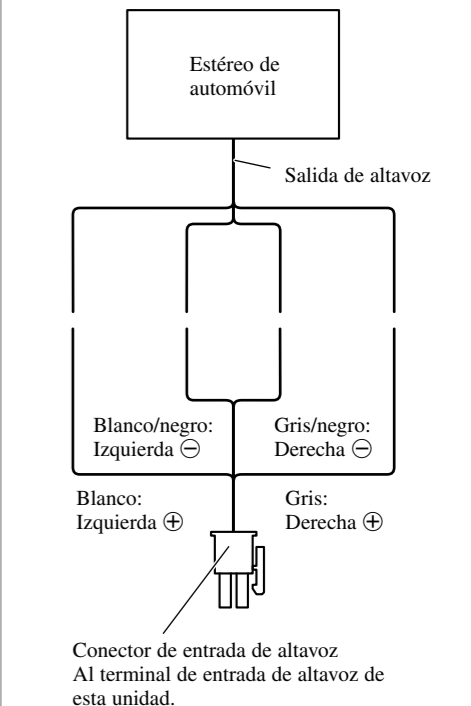 Estéreo de
automóvil
Salida de altavoz
Blanco/negro:
Izquierda ⊖
Gris/negro:
Derecha ⊖
Blanco:
Izquierda ⊕
Gris:
Derecha ⊕
Conector de entrada de altavoz
Al terminal de entrada de altavoz de
esta unidad.